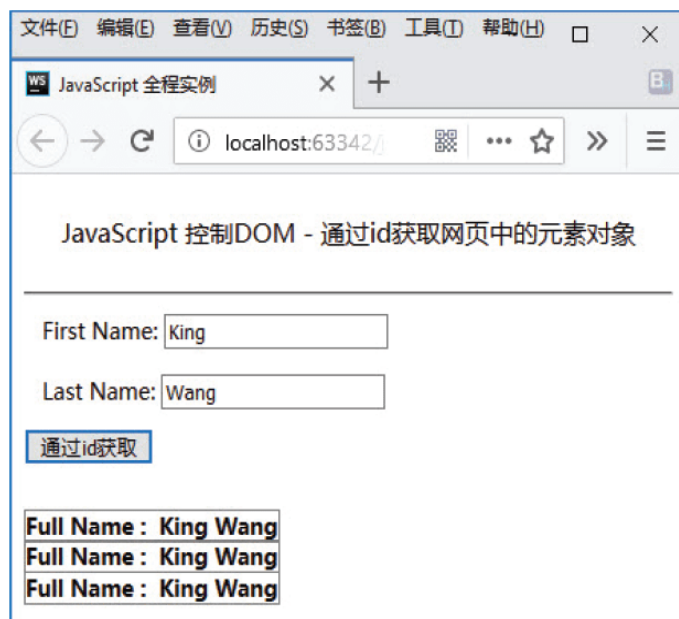 文件(F) 编辑(E) 查看(V) 历史(S) 书签(B) 工具(T) 帮助(H)
WS JavaScript 全程实例
localhost:63342/
JavaScript 控制DOM - 通过id获取网页中的元素对象
First Name: King
Last Name: Wang
通过id获取
Full Name : King Wang
Full Name : King Wang
Full Name : King Wang